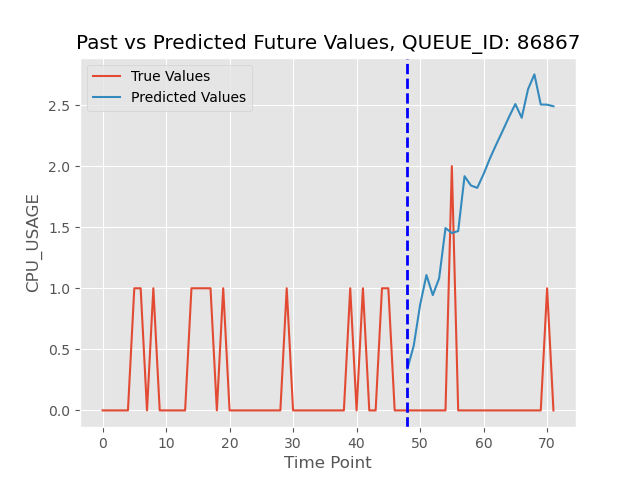 Past vs Predicted Future Values, QUEUE_ID: 86867
True Values
Predicted Values
CPU_USAGE
2.5
2.0
1.5
1.0
0.5
0.0
0 10 20 30 40 50 60 70
Time Point